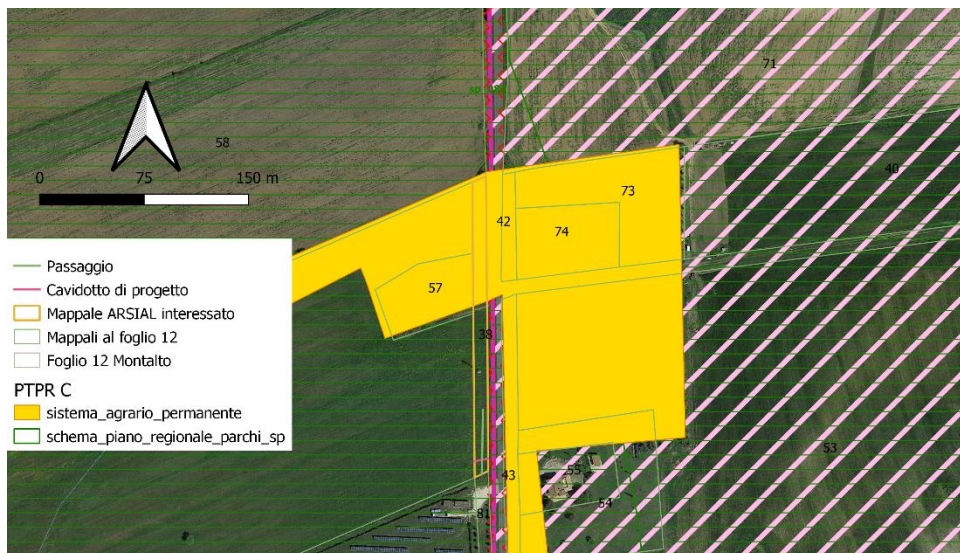 71
58
40
0 75 150 m
73
42
74
57
38
Passaggio
Cavidotto di progetto
Mappale ARSIAL interessato
Mappali al foglio 12
Foglio 12 Montalto
PTPR C
sistema_agrario_permanente
schema_piano_regionale_parchi_sp
53
43
55
54
81